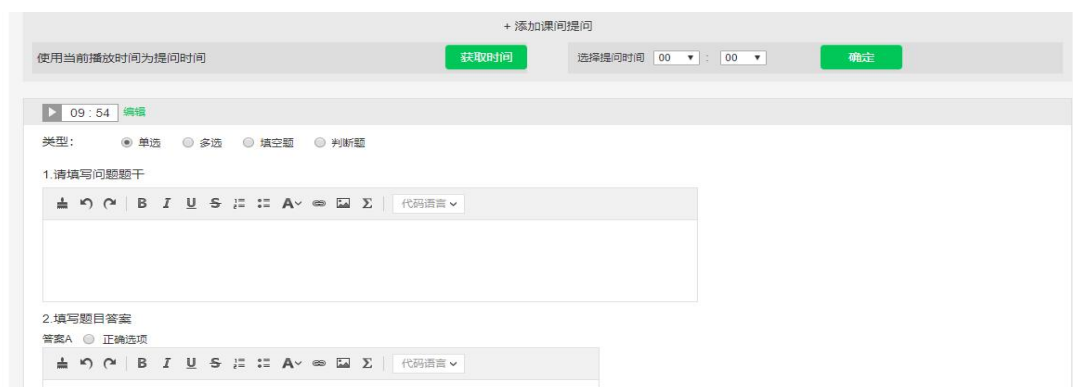 + 添加课间提问
使用当前播放时间为提问时间 获取时间 选择提问时间 00 : 00 确定
09 : 54 编辑
类型: 单选 多选 填空题 判断题
1.请填写问题题干
B I U S A Σ 代码语言
2.填写题目答案
答案A 正确选项
B I U S A Σ 代码语言